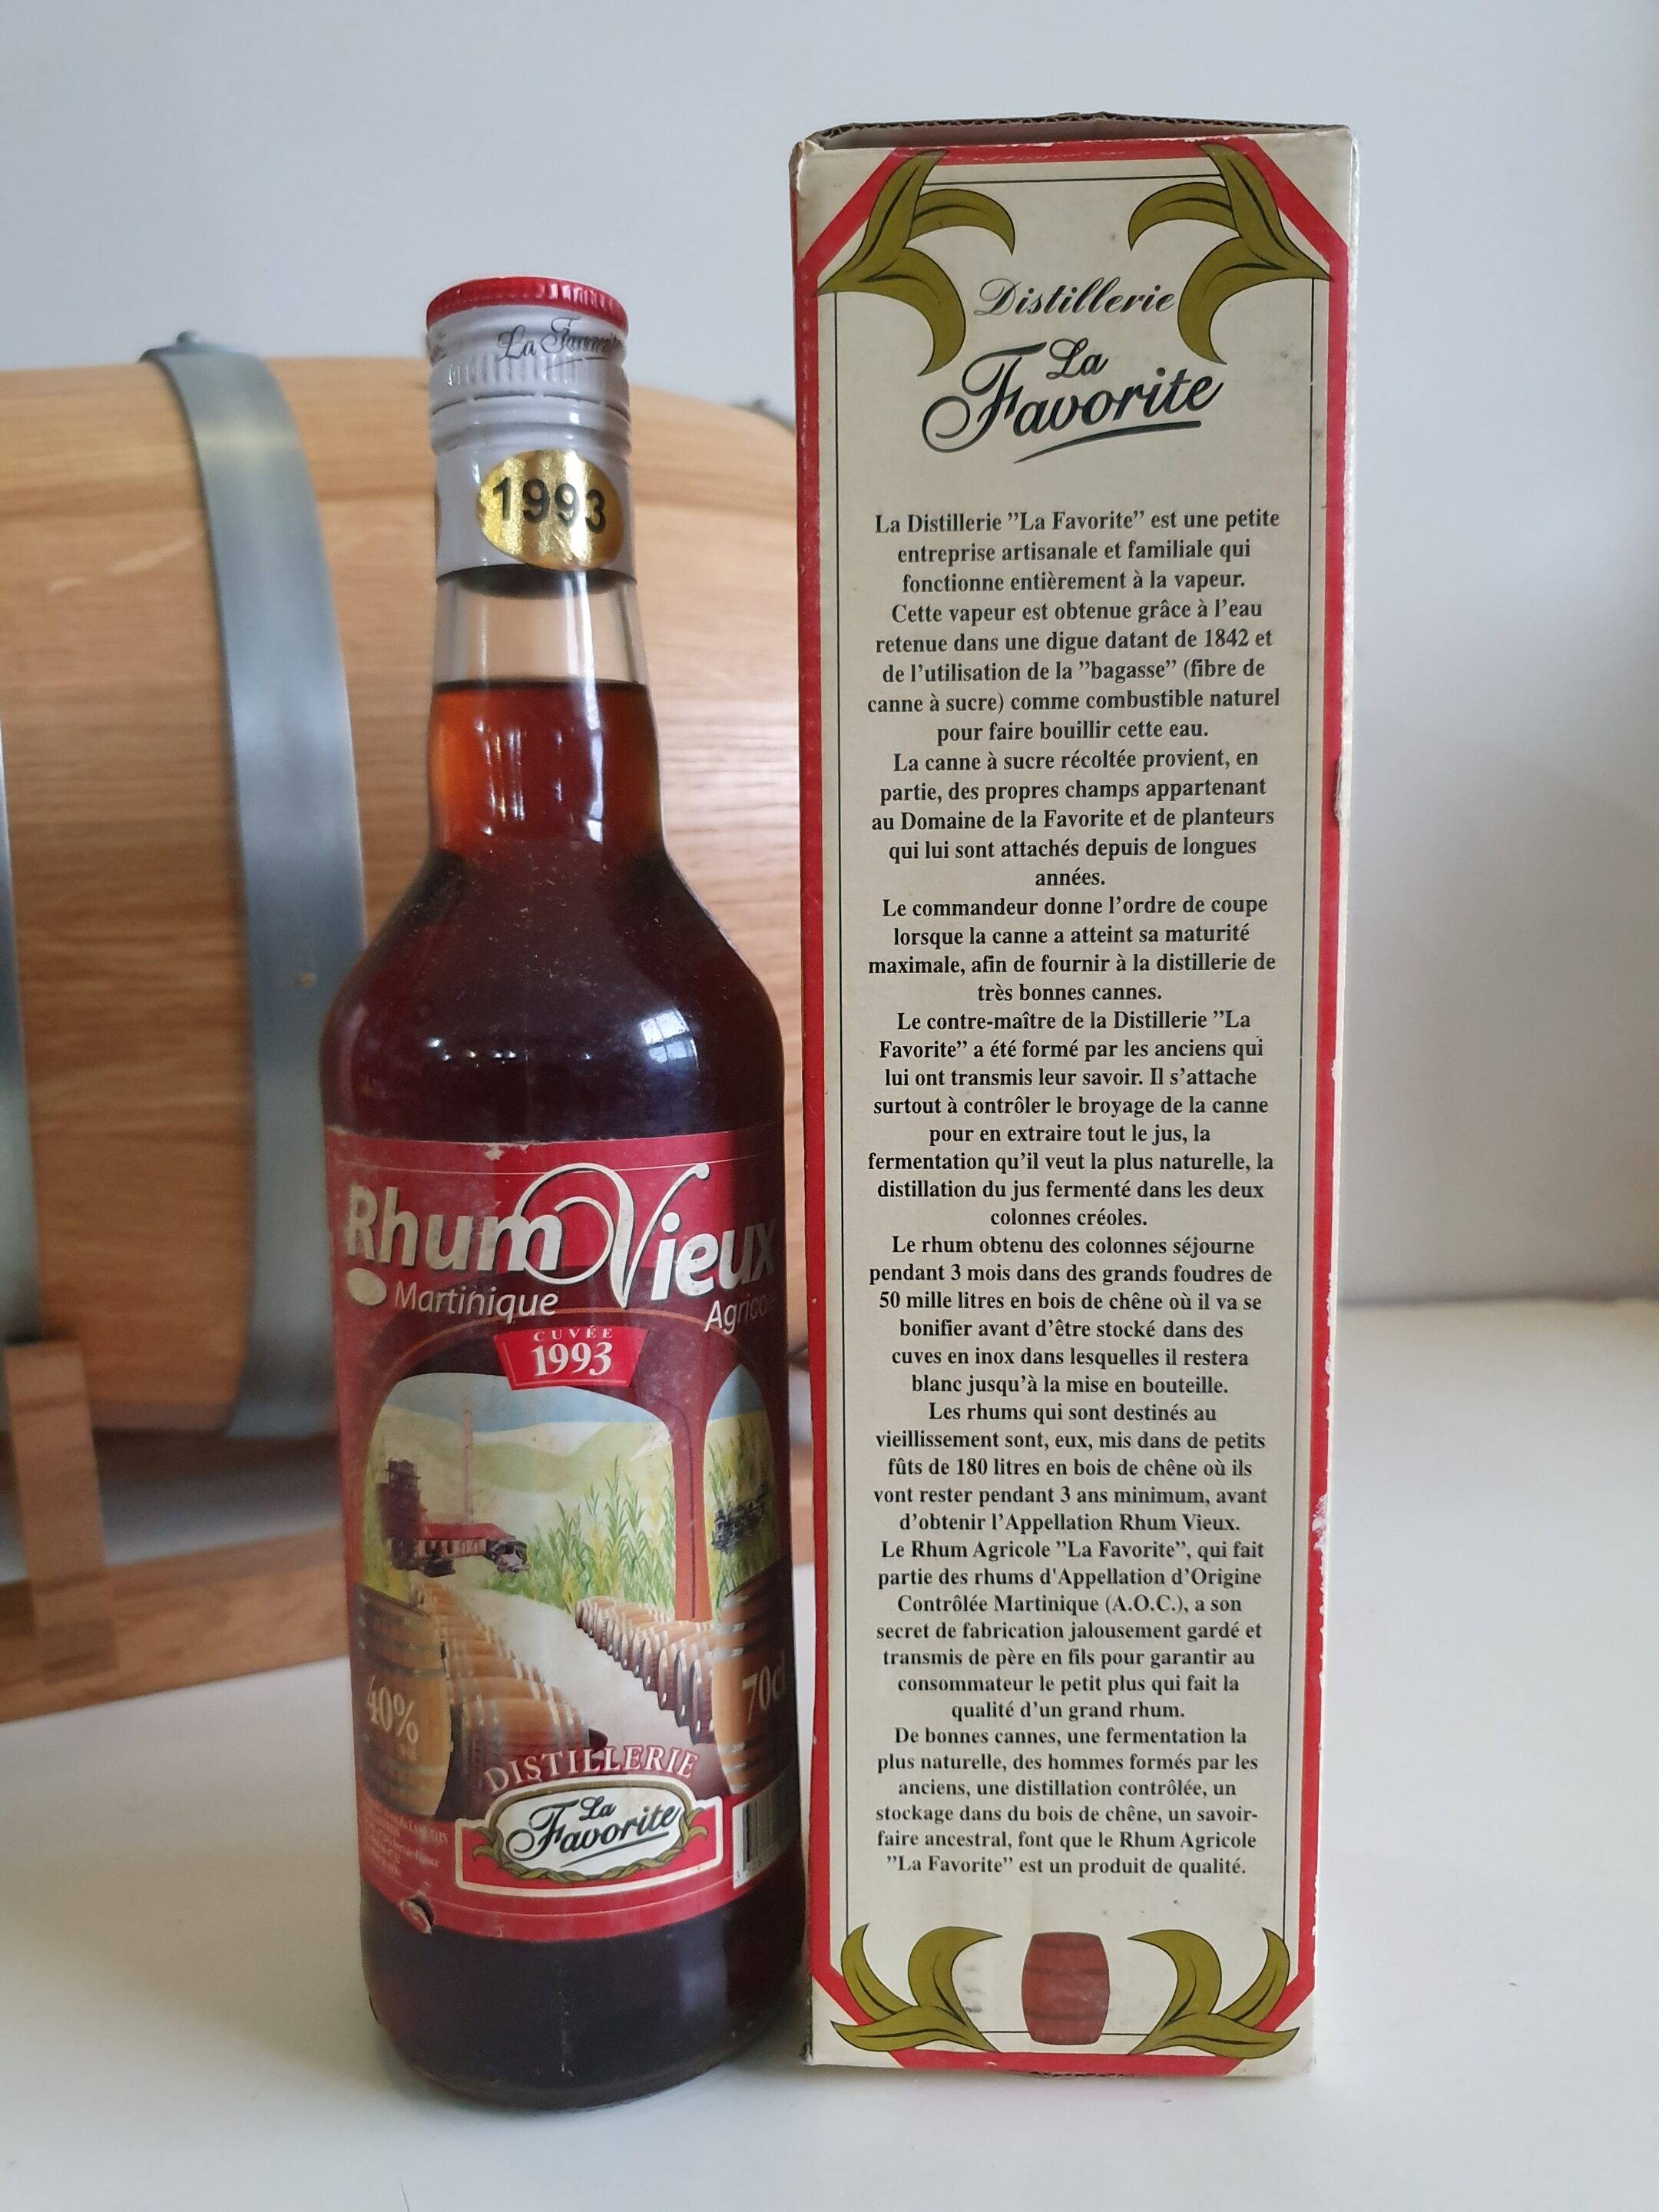 La Favorite
1993
Rhum Vieux
Martinique
Agricole
CUVÉE
1993
40%
70cl
DISTILLERIE
La
Favorite
Distillerie
La
Favorite
La Distillerie ”La Favorite” est une petite
entreprise artisanale et familiale qui
fonctionne entièrement à la vapeur.
Cette vapeur est obtenue grâce à l’eau
retenue dans une digue datant de 1842 et
de l’utilisation de la ”bagasse” (fibre de
canne à sucre) comme combustible naturel
pour faire bouillir cette eau.
La canne à sucre récoltée provient, en
partie, des propres champs appartenant
au Domaine de la Favorite et de planteurs
qui lui sont attachés depuis de longues
années.
Le commandeur donne l’ordre de coupe
lorsque la canne a atteint sa maturité
maximale, afin de fournir à la distillerie de
très bonnes cannes.
Le contre-maître de la Distillerie ”La
Favorite” a été formé par les anciens qui
lui ont transmis leur savoir. Il s’attache
surtout à contrôler le broyage de la canne
pour en extraire tout le jus, la
fermentation qu’il veut la plus naturelle, la
distillation du jus fermenté dans les deux
colonnes créoles.
Le rhum obtenu des colonnes séjourne
pendant 3 mois dans des grands foudres de
50 mille litres en bois de chêne où il va se
bonifier avant d’être stocké dans des
cuves en inox dans lesquelles il restera
blanc jusqu’à la mise en bouteille.
Les rhums qui sont destinés au
vieillissement sont, eux, mis dans de petits
fûts de 180 litres en bois de chêne où ils
vont rester pendant 3 ans minimum, avant
d’obtenir l’Appellation Rhum Vieux.
Le Rhum Agricole ”La Favorite”, qui fait
partie des rhums d'Appellation d’Origine
Contrôlée Martinique (A.O.C.), a son
secret de fabrication jalousement gardé et
transmis de père en fils pour garantir au
consommateur le petit plus qui fait la
qualité d’un grand rhum.
De bonnes cannes, une fermentation la
plus naturelle, des hommes formés par les
anciens, une distillation contrôlée, un
stockage dans du bois de chêne, un savoir-
faire ancestral, font que le Rhum Agricole
”La Favorite” est un produit de qualité.